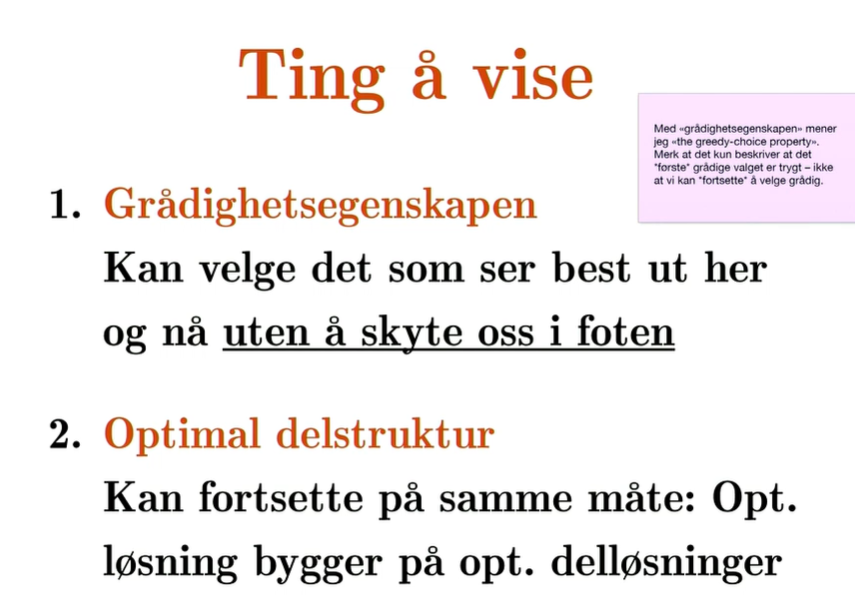 Ting å vise
Med «grådighetsegenskapen» mener
jeg «the greedy-choice property».
Merk at det kun beskriver at det
*første* grådige valget er trygt – ikke
at vi kan *fortsette* å velge grådig.
1. Grådighetsegenskapen
Kan velge det som ser best ut her
og nå uten å skyte oss i foten
2. Optimal delstruktur
Kan fortsette på samme måte: Opt.
løsning bygger på opt. delløsninger